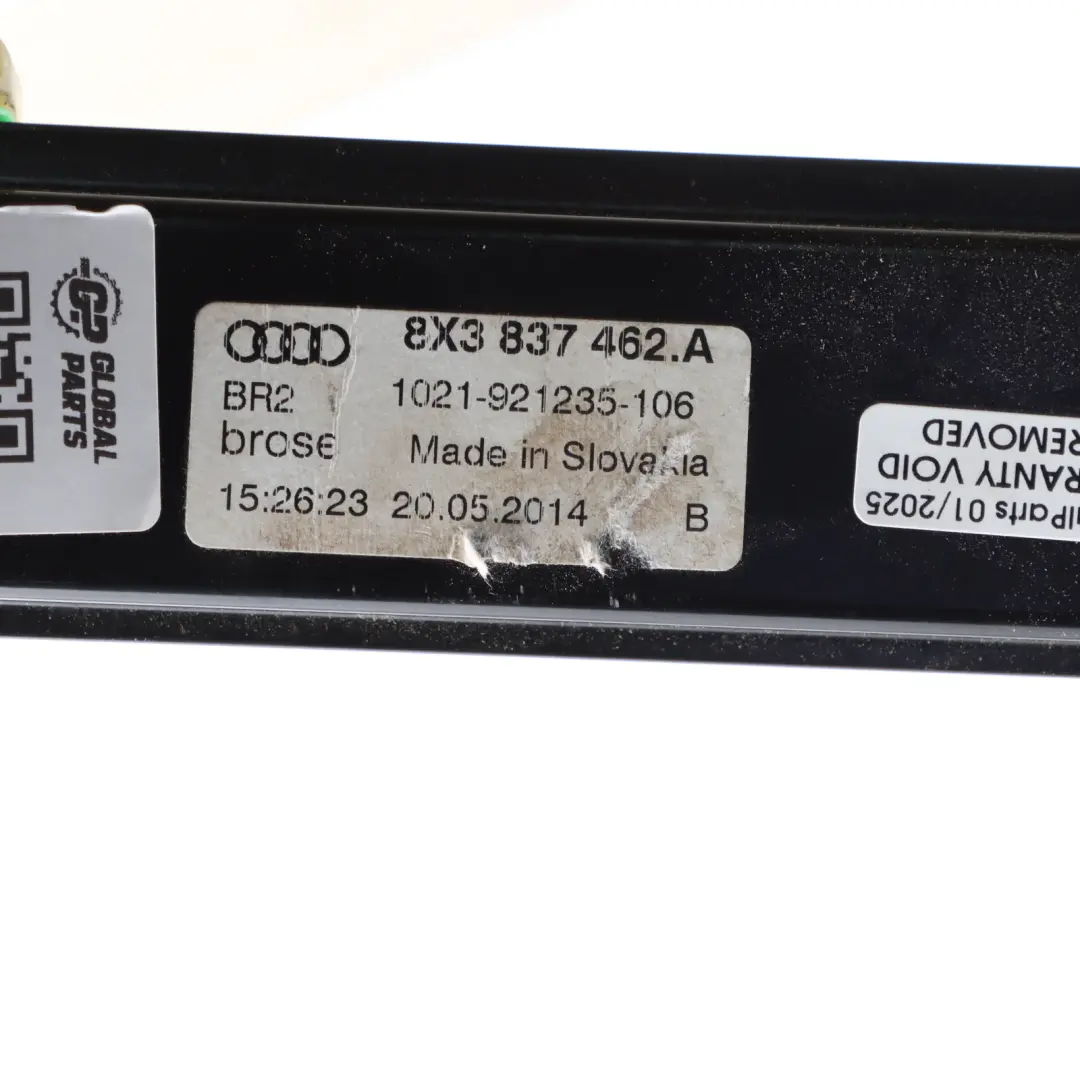 GLOBAL
PARTS
8X3 837 462.A
BR2 1021-921235-106
brose Made in Slovakia
15:26:23 20.05.2014 B
lParts 01/2025
RANTY VOID
REMOVED